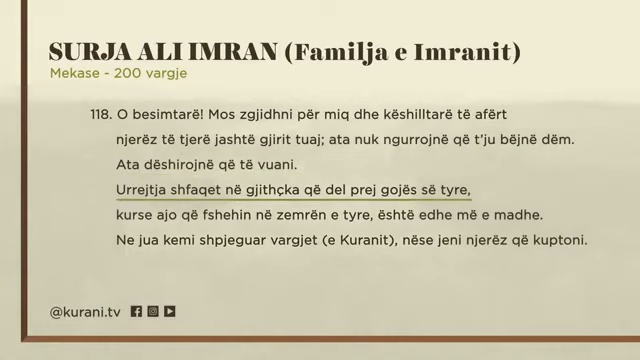 SURJA ALI IMRAN (Familja e Imranit)
Mekase - 200 vargje
118. O besimtarë! Mos zgjidhni për miq dhe këshilltarë të afërt
njerëz të tjerë jashtë gjirit tuaj; ata nuk ngurrojnë që t'ju bëjnë dëm.
Ata dëshirojnë që të vuani.
Urrejtja shfaqet në gjithçka që del prej gojës së tyre,
kurse ajo që fshehin në zemrën e tyre, është edhe më e madhe.
Ne jua kemi shpjeguar vargjet (e Kuranit), nëse jeni njerëz që kuptoni.
@kurani.tv